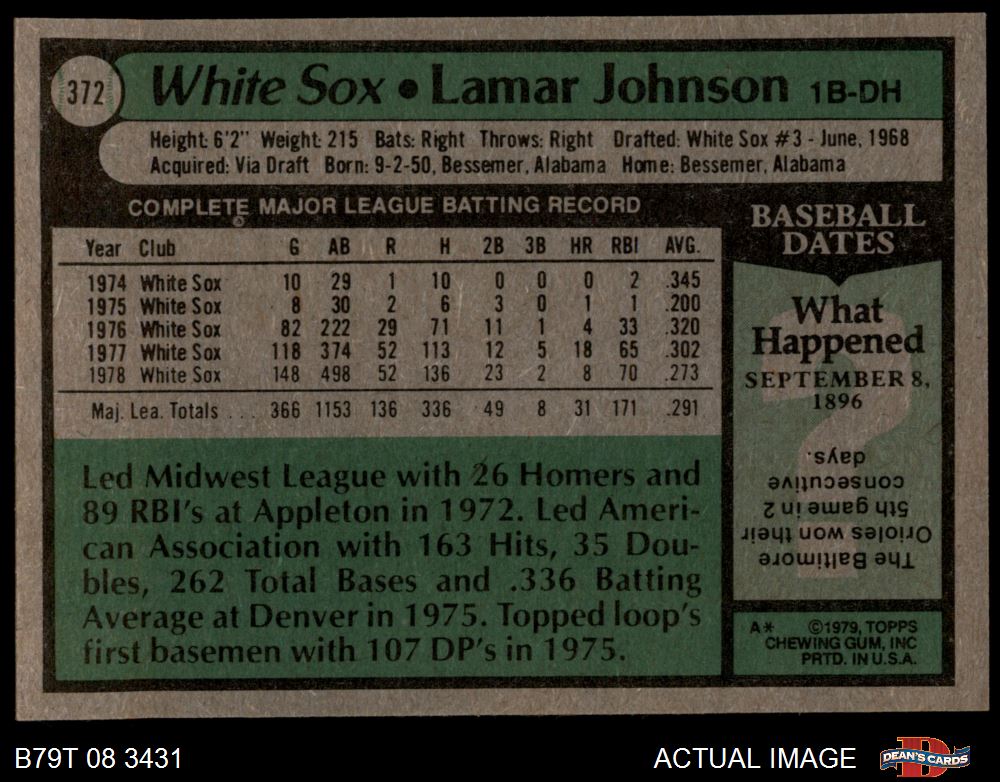 372
White Sox • Lamar Johnson 1B-DH
Height: 6'2" Weight: 215 Bats: Right Throws: Right Drafted: White Sox #3 - June, 1968
Acquired: Via Draft Born: 9-2-50, Bessemer, Alabama Home: Bessemer, Alabama
COMPLETE MAJOR LEAGUE BATTING RECORD
Year Club G AB R H 2B 3B HR RBI AVG.
1974 White Sox 10 29 1 10 0 0 0 2 .345
1975 White Sox 8 30 2 6 3 0 1 1 .200
1976 White Sox 82 222 29 71 11 1 4 33 .320
1977 White Sox 118 374 52 113 12 5 18 65 .302
1978 White Sox 148 498 52 136 23 2 8 70 .273
Maj. Lea. Totals . . . 366 1153 136 336 49 8 31 171 .291
Led Midwest League with 26 Homers and
89 RBI's at Appleton in 1972. Led Ameri-
can Association with 163 Hits, 35 Dou-
bles, 262 Total Bases and .336 Batting
Average at Denver in 1975. Topped loop's
first basemen with 107 DP's in 1975.
BASEBALL
DATES
What
Happened
SEPTEMBER 8,
1896
?
The Baltimore
Orioles won their
5th game in 2
consecutive
days.
A* ©1979, TOPPS
CHEWING GUM, INC
PRTD. IN U.S.A.
B79T 08 3431
ACTUAL IMAGE
DEAN'S CARDS